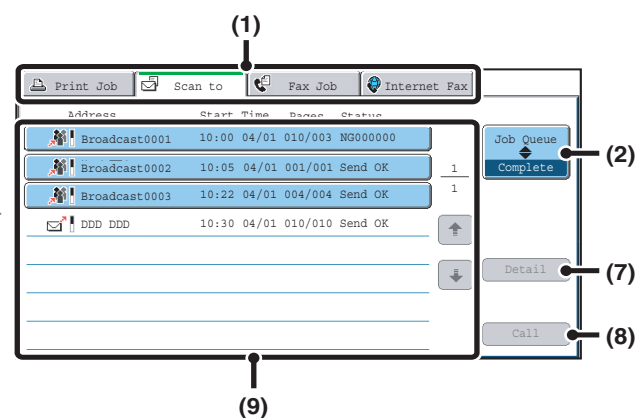 (1)
Print Job Scan to Fax Job Internet Fax
Address Start Time Pages Status
Broadcast0001 10:00 04/01 010/003 NG000000
Job Queue
Complete
(2)
Broadcast0002 10:05 04/01 001/001 Send OK
1
1
Broadcast0003 10:22 04/01 004/004 Send OK
DDD DDD 10:30 04/01 010/010 Send OK
Detail
(7)
Call
(8)
(9)